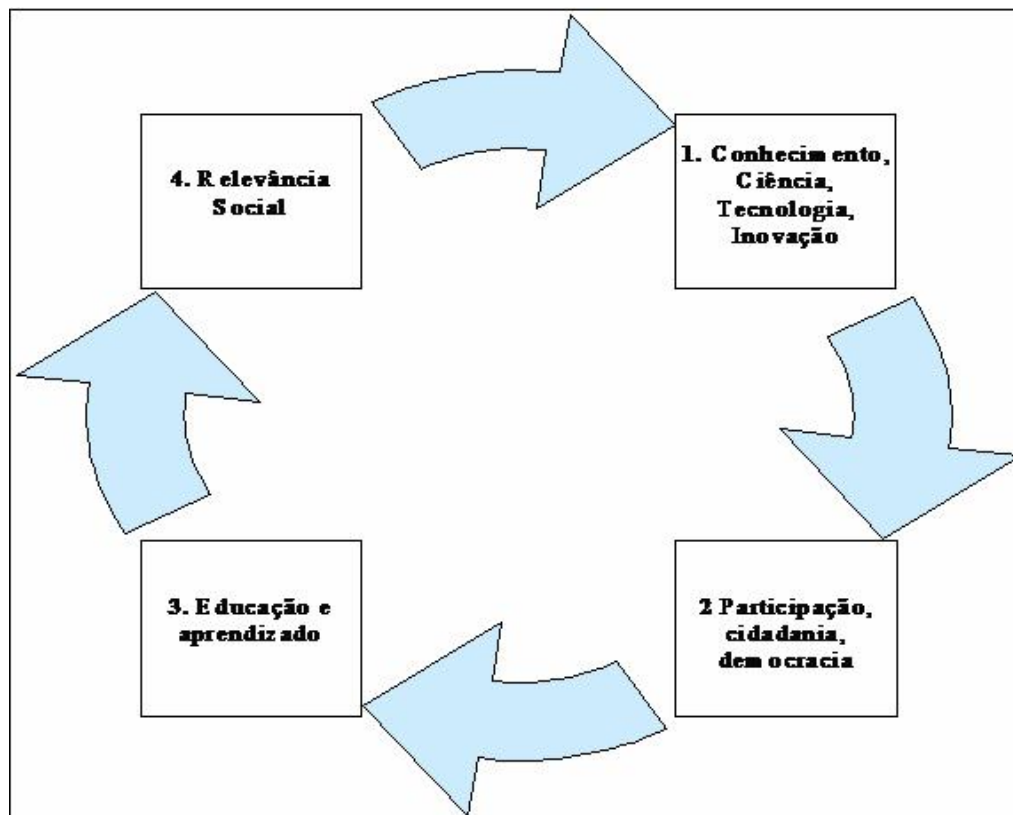 4. Relevância
Social
1. Conhecimento,
Ciência,
Tecnologia,
Inovação
3. Educação e
aprendizado
2 Participação,
cidadania,
democracia